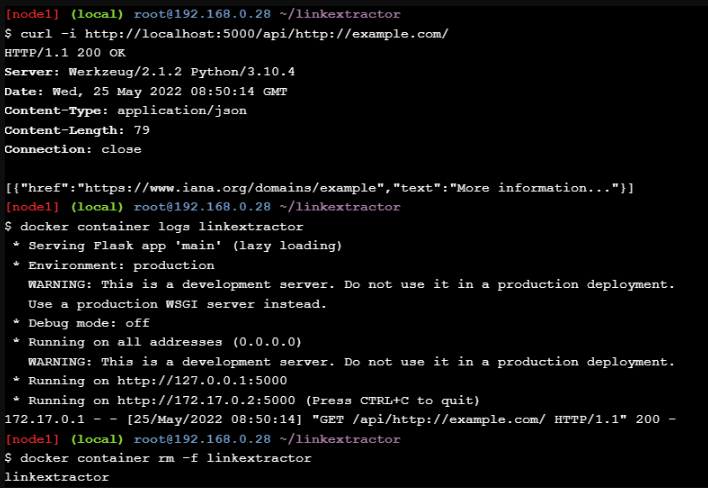 [node1] (local) root@192.168.0.28 ~/linkextractor
$ curl -i http://localhost:5000/api/http://example.com/
HTTP/1.1 200 OK
Server: Werkzeug/2.1.2 Python/3.10.4
Date: Wed, 25 May 2022 08:50:14 GMT
Content-Type: application/json
Content-Length: 79
Connection: close
[{"href":"https://www.iana.org/domains/example","text":"More information..."}]
[node1] (local) root@192.168.0.28 ~/linkextractor
$ docker container logs linkextractor
* Serving Flask app 'main' (lazy loading)
* Environment: production
WARNING: This is a development server. Do not use it in a production deployment.
Use a production WSGI server instead.
* Debug mode: off
* Running on all addresses (0.0.0.0)
WARNING: This is a development server. Do not use it in a production deployment.
* Running on http://127.0.0.1:5000
* Running on http://172.17.0.2:5000 (Press CTRL+C to quit)
172.17.0.1 - - [25/May/2022 08:50:14] "GET /api/http://example.com/ HTTP/1.1" 200 -
[node1] (local) root@192.168.0.28 ~/linkextractor
$ docker container rm -f linkextractor
linkextractor